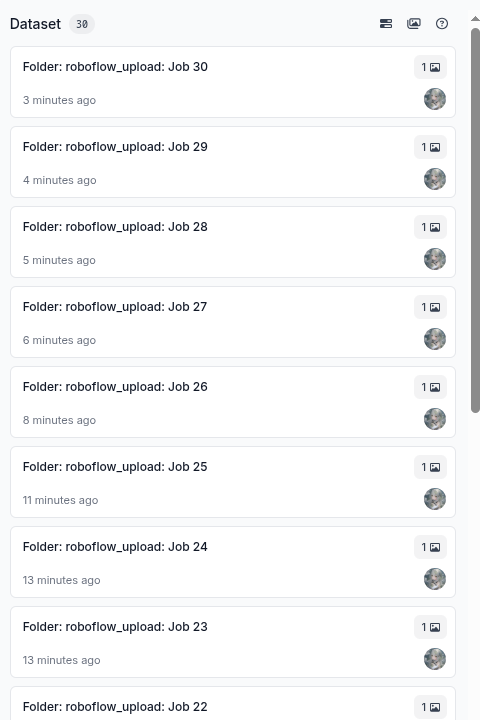 Dataset 30
Folder: roboflow_upload: Job 30 1
3 minutes ago
Folder: roboflow_upload: Job 29 1
4 minutes ago
Folder: roboflow_upload: Job 28 1
5 minutes ago
Folder: roboflow_upload: Job 27 1
6 minutes ago
Folder: roboflow_upload: Job 26 1
8 minutes ago
Folder: roboflow_upload: Job 25 1
11 minutes ago
Folder: roboflow_upload: Job 24 1
13 minutes ago
Folder: roboflow_upload: Job 23 1
13 minutes ago
Folder: roboflow_upload: Job 22 1